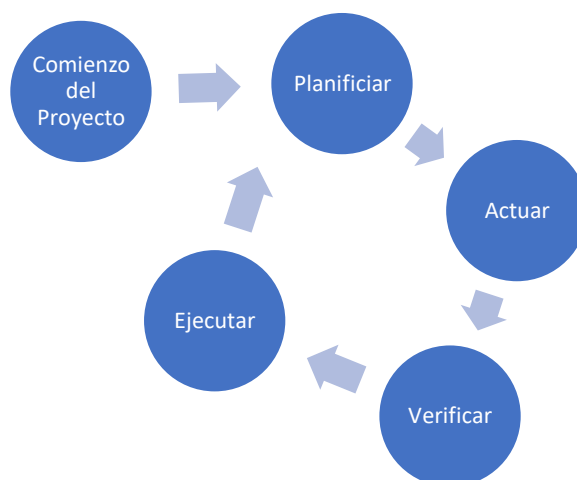 Comienzo
del
Proyecto
Planificiar
Actuar
Verificar
Ejecutar